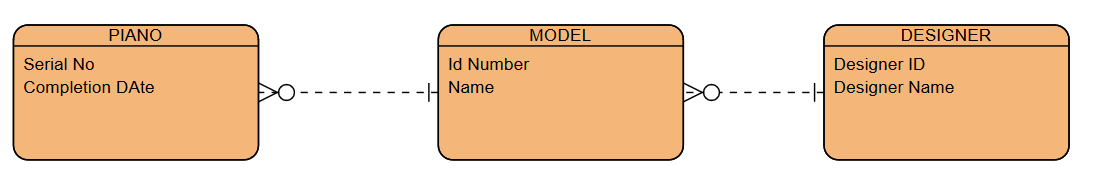 PIANO
Serial No
Completion DAte
MODEL
Id Number
Name
DESIGNER
Designer ID
Designer Name